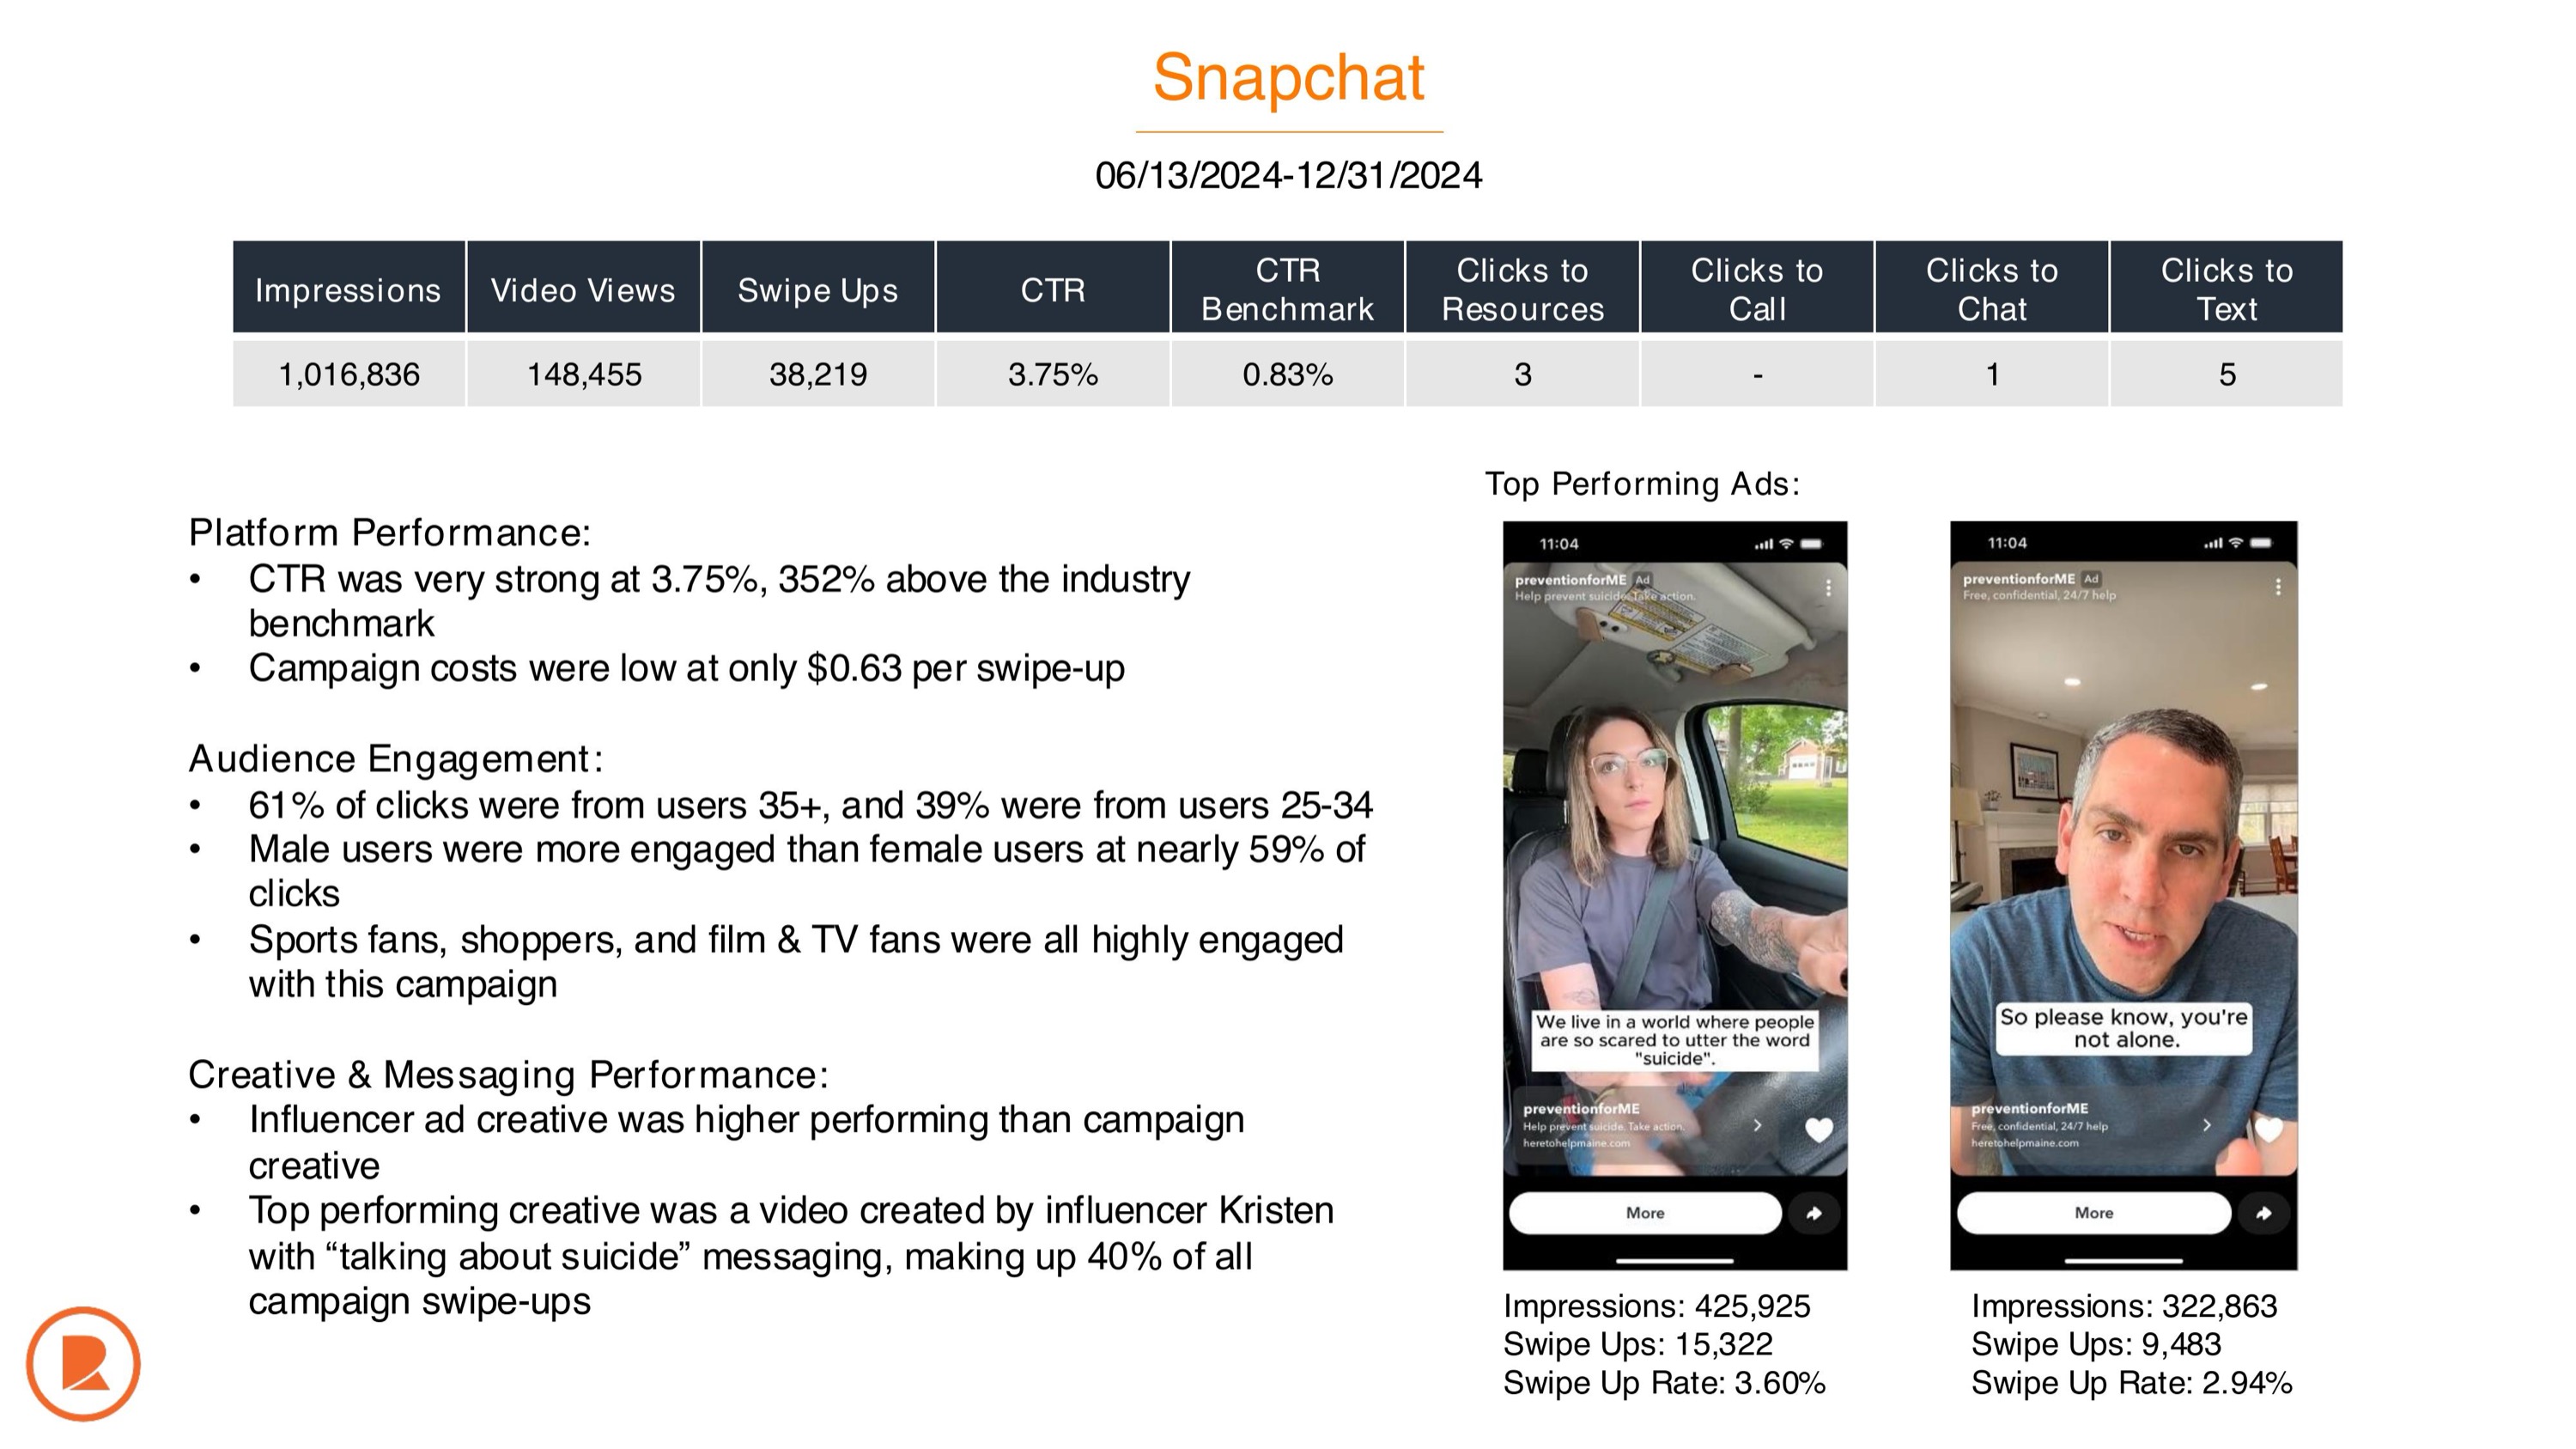 Snapchat
06/13/2024-12/31/2024
Impressions
Video Views
Swipe Ups
CTR
CTR
Benchmark
Clicks to
Resources
Clicks to
Call
Clicks to
Chat
Clicks to
Text
1,016,836
148,455
38,219
3.75%
0.83%
3
-
1
5
Platform Performance:
• CTR was very strong at 3.75%, 352% above the industry
benchmark
• Campaign costs were low at only $0.63 per swipe-up
Audience Engagement:
• 61% of clicks were from users 35+, and 39% were from users 25-34
• Male users were more engaged than female users at nearly 59% of
clicks
• Sports fans, shoppers, and film & TV fans were all highly engaged
with this campaign
Creative & Messaging Performance:
• Influencer ad creative was higher performing than campaign
creative
• Top performing creative was a video created by influencer Kristen
with “talking about suicide” messaging, making up 40% of all
campaign swipe-ups
Top Performing Ads:
11:04
preventionforME Ad
Help prevent suicide. Take action.
We live in a world where people
are so scared to utter the word
"suicide".
preventionforME
Help prevent suicide. Take action.
heretohelpmaine.com
More
Impressions: 425,925
Swipe Ups: 15,322
Swipe Up Rate: 3.60%
11:04
preventionforME Ad
Free, confidential, 24/7 help
So please know, you're
not alone.
preventionforME
Free, confidential, 24/7 help
heretohelpmaine.com
More
Impressions: 322,863
Swipe Ups: 9,483
Swipe Up Rate: 2.94%
R